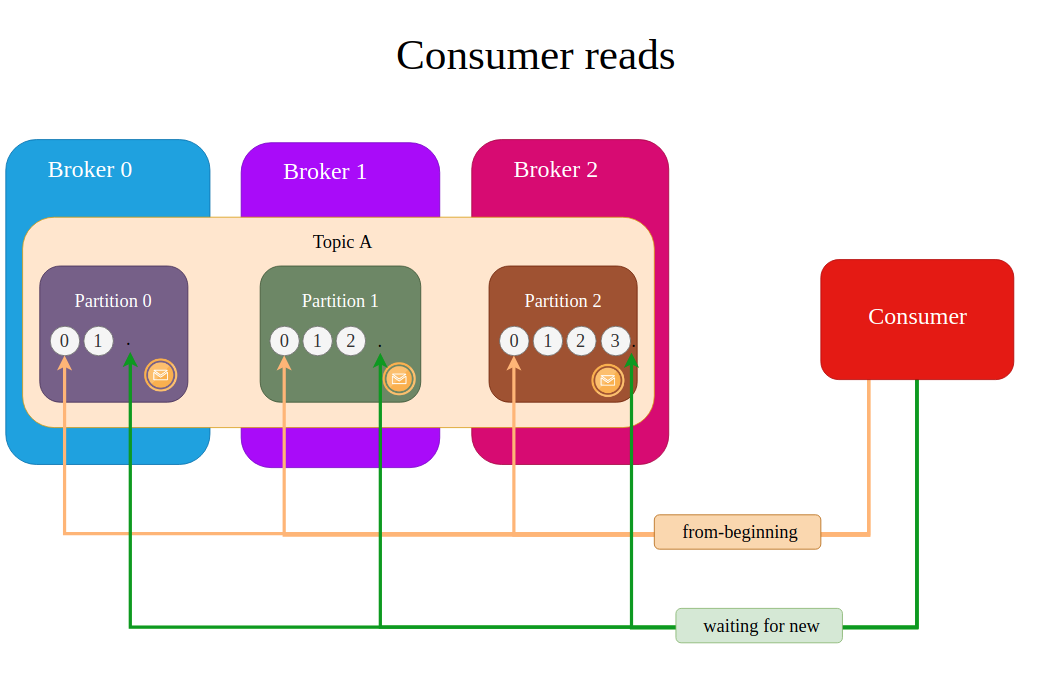 Consumer reads
Broker 0
Broker 1
Broker 2
Topic A
Partition 0
Partition 1
Partition 2
0 1 .
0 1 2 .
0 1 2 3 .
Consumer
from-beginning
waiting for new